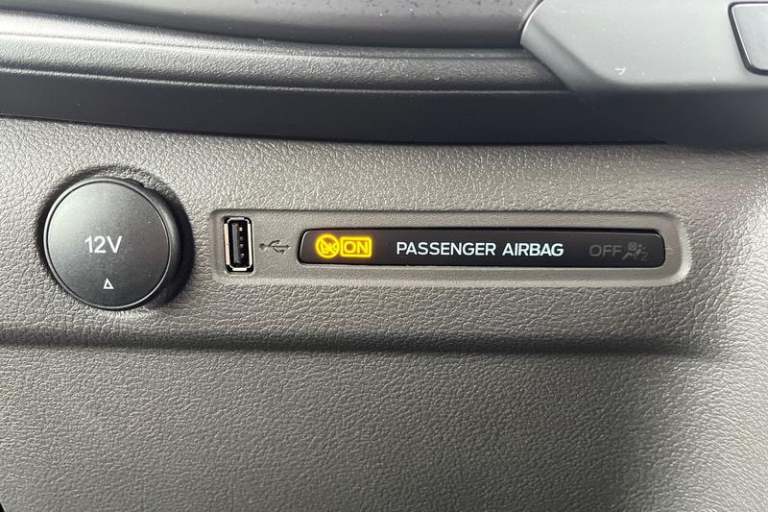 12V
ON PASSENGER AIRBAG OFF